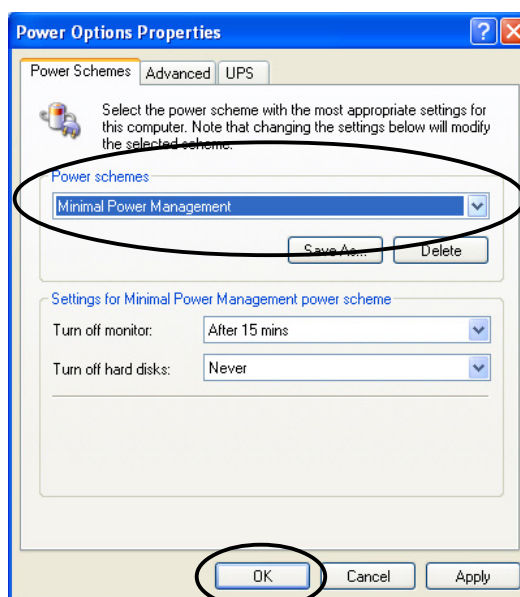 Power Options Properties
Power Schemes Advanced UPS
Select the power scheme with the most appropriate settings for
this computer. Note that changing the settings below will modify
the selected scheme.
Power schemes
Minimal Power Management
Save As... Delete
Settings for Minimal Power Management power scheme
Turn off monitor: After 15 mins
Turn off hard disks: Never
OK Cancel Apply